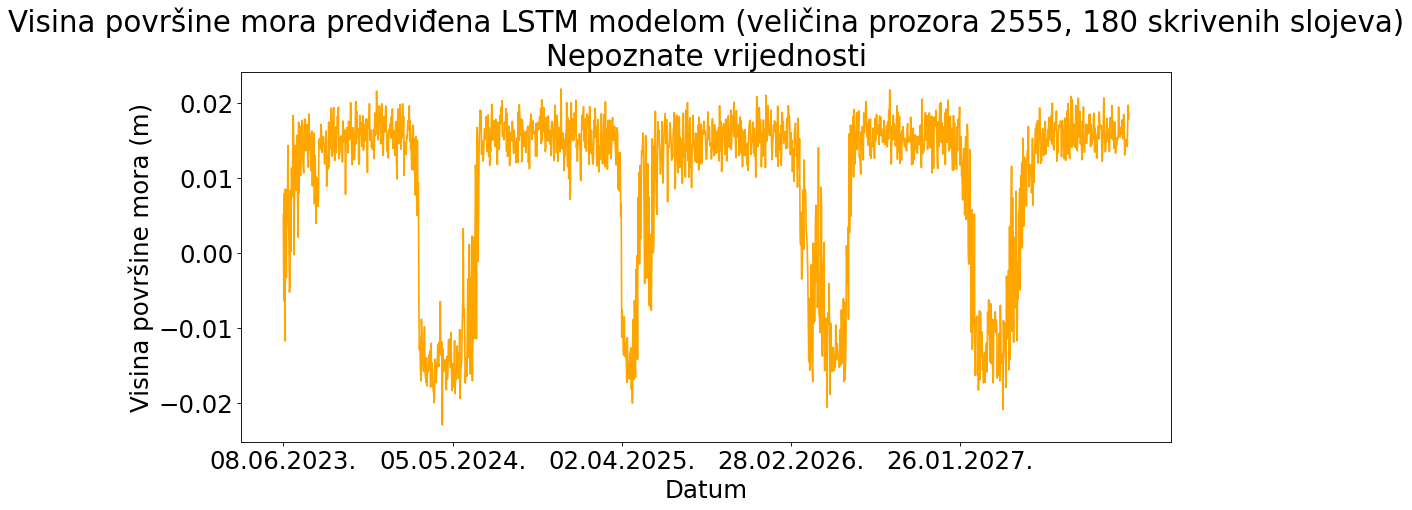 Visina površine mora predviđena LSTM modelom (veličina prozora 2555, 180 skrivenih slojeva)
Nepoznate vrijednosti
Visina površine mora (m)
0.02
0.01
0.00
−0.01
−0.02
08.06.2023. 05.05.2024. 02.04.2025. 28.02.2026. 26.01.2027.
Datum